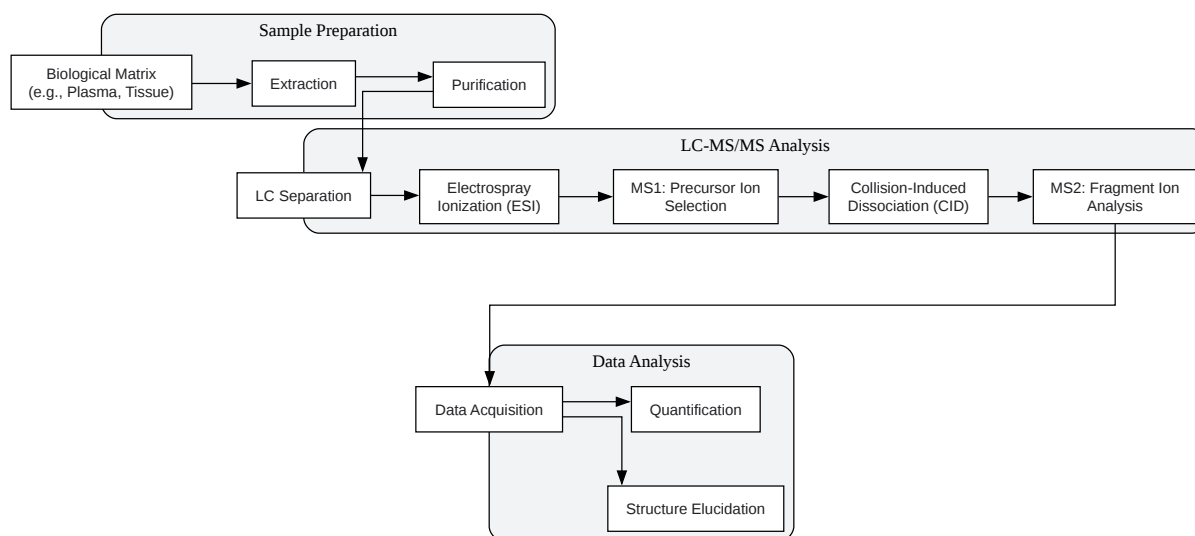 Sample Preparation
Biological Matrix
(e.g., Plasma, Tissue)
Extraction
Purification
LC-MS/MS Analysis
LC Separation
Electrospray
Ionization (ESI)
MS1: Precursor Ion
Selection
Collision-Induced
Dissociation (CID)
MS2: Fragment Ion
Analysis
Data Analysis
Data Acquisition
Quantification
Structure Elucidation